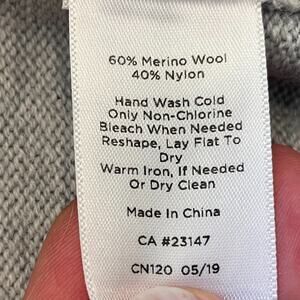 60% Merino Wool
40% Nylon
Hand Wash Cold
Only Non-Chlorine
Bleach When Needed
Reshape, Lay Flat To
Dry
Warm Iron, If Needed
Or Dry Clean
Made In China
CA #23147
CN120 05/19